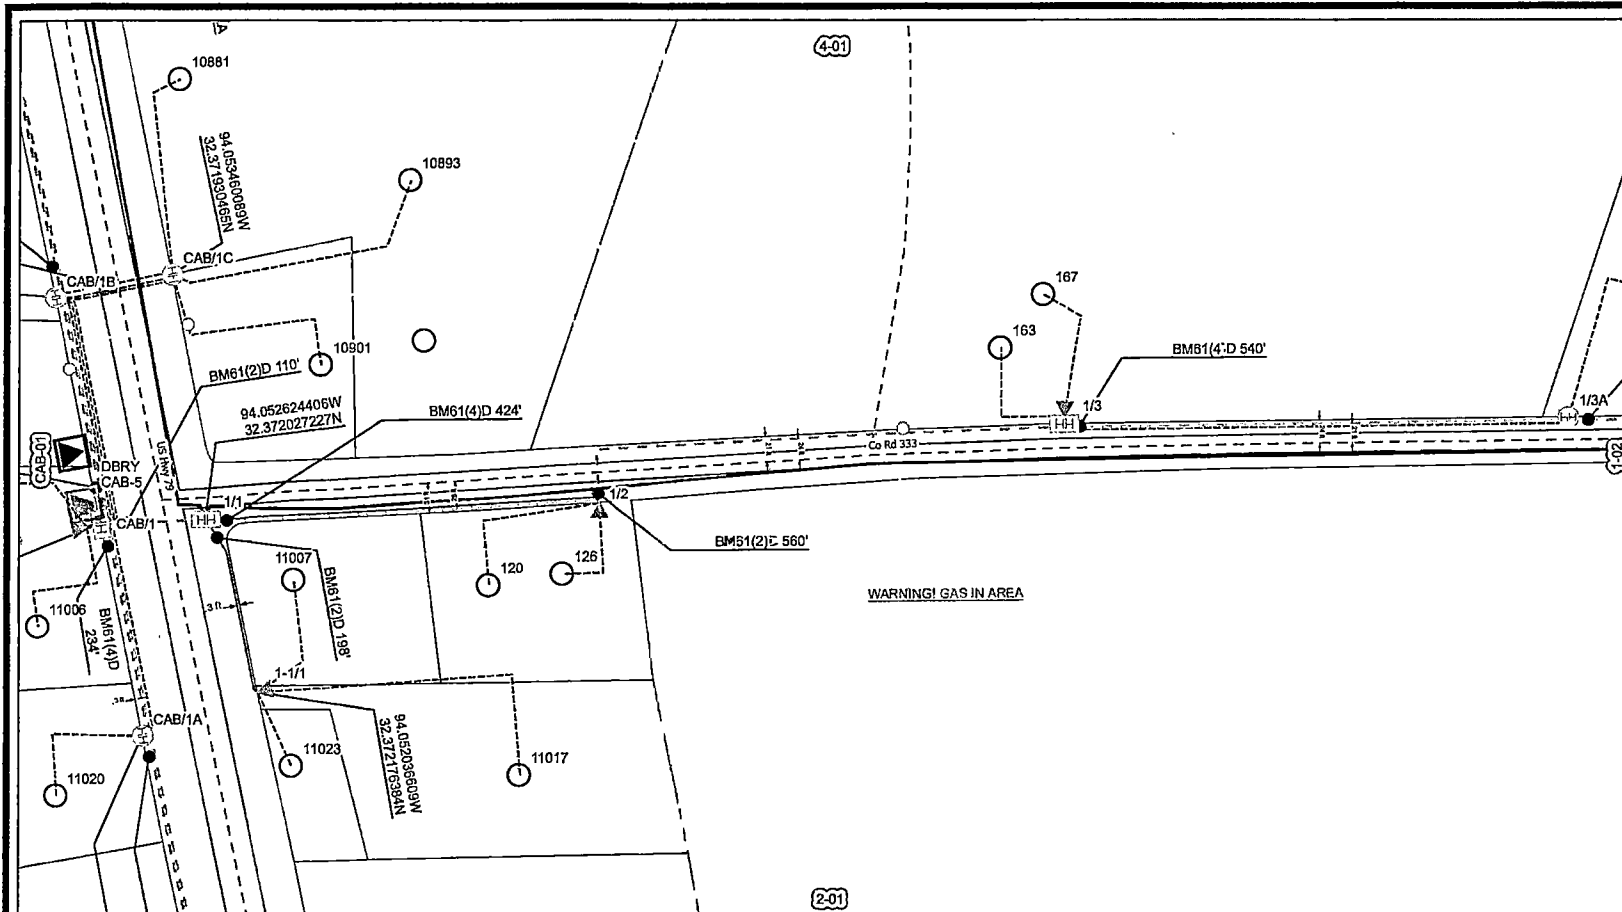 4-01
10881
94.053460089W
32.371930465N
10893
CAB/1C
CAB/1B
167
163
10901
BM61(2)D 110'
BM61(4)D 540'
94.052624406W
32.372027227N
BM61(4)D 424'
1/3
1/3A
Co Rd 333
CAB-01
US Hwy 79
1-02
DBRY
CAB-5
HH
1/1
1/2
CAB/1
HH
BM61(2)D 560'
11007
120
126
WARNING! GAS IN AREA
BM61(2)D 198'
3 ft
11006
BM61(4)D
234'
1-1/1
CAB/1A
94.052036609W
32.372176384N
11023
11017
11020
2-01